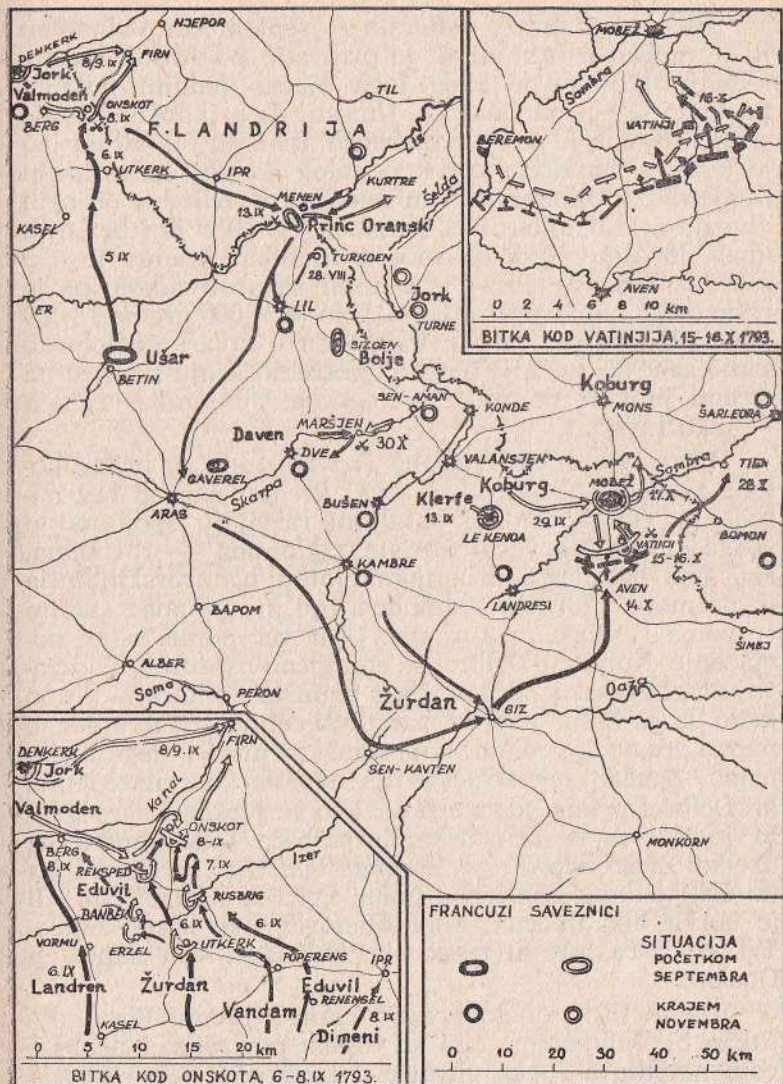 NJEPOR
DENKERK
8/9.IX
FIRN
Jork
Valmoden
ONSKOT
8.IX
BERG
TIL
FLANDRIJA
Lis
6.IX
UTKERK
IPR
KURTRE
Šelda
MENEN
13.IX
Princ Oranski
KASEL
TURKOEN
28.VIII
5 IX
Jork
LIL
ER
TURNE
SIZOEN
Bolje
Ušar
BETIN
SEN-AMAN
KONDE
Koburg
MONS
ŠARLEORA
MARŠJEN
30 X
Daven
DVE
VALANSJEN
Sambra
TIEN
28 X
GAVEREL
Skarpa
Klerfe
Koburg
MOBEŽ
17.X
ARAS
BUŠEN
13.IX
LE KENOA
29.IX
VATINJI
15-16.X
BOMON
KAMBRE
LANDRESI
AVEN
14.X
BAPOM
ŠIMEJ
ALBER
Soma
PERON
Žurdan
Oaza
GIZ
SEN-KAVTEN
MONKORN
MOBEŽ
Sambra
16-X
VATINJI
BEREMON
AVEN
0 2 4 6 8 10 km
BITKA KOD VATINJIJA.15-16.X 1793.
DENKERK
8/9.IX
FIRN
Jork
Kanal
Valmoden
ONSKOT
8-IX
BERG
8.IX
REKSPED
7.IX
Izer
Eduvil
RUSBRIG
BANBEK
6.IX
6.IX
VORMU
ERZEL
UTKERK
POPERENG
IPR
6.IX
Landren
Žurdan
Vandam
Eduvil
RENENGEL
8.IX
Dimeni
KASEL
0 5 10 15 20 km
BITKA KOD ONSKOTA, 6-8.IX 1793.
FRANCUZI SAVEZNICI
SITUACIJA
POČETKOM
SEPTEMBRA
KRAJEM
NOVEMBRA
0 10 20 30 40 50 km